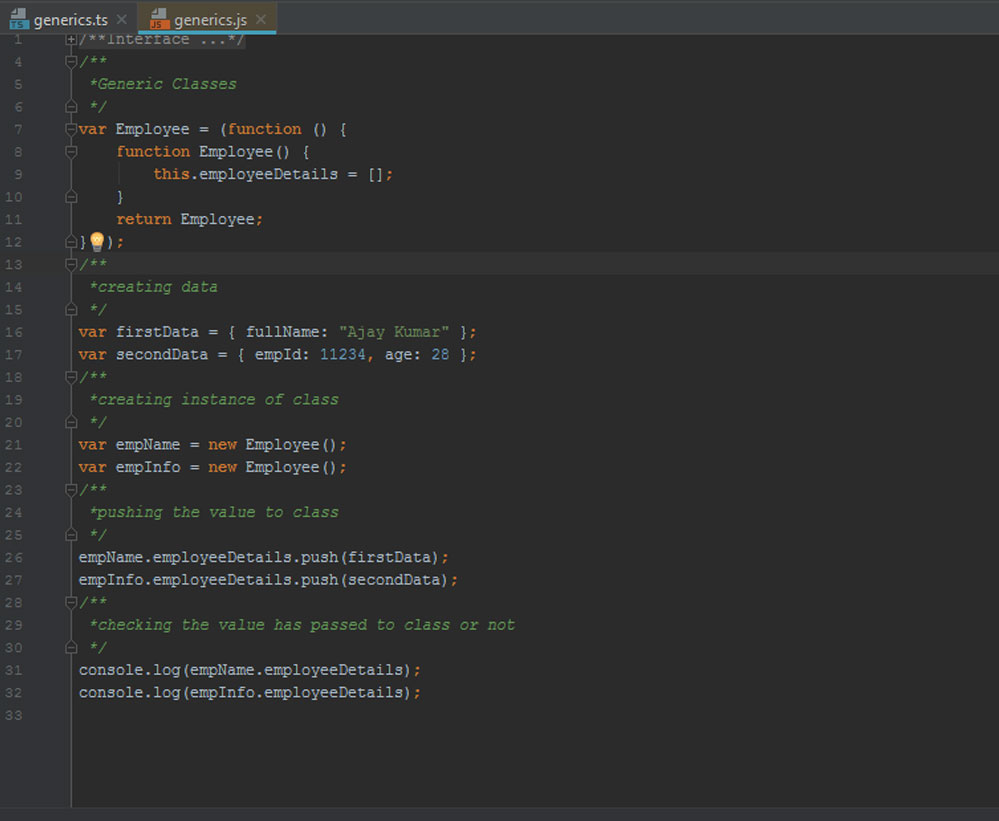 TS generics.ts × JS generics.js ×
1 /**Interface ...*/
4 /**
5 *Generic Classes
6 */
7 var Employee = (function () {
8 function Employee() {
9 this.employeeDetails = [];
10 }
11 return Employee;
12 } );
13 /**
14 *creating data
15 */
16 var firstData = { fullName: "Ajay Kumar" };
17 var secondData = { empId: 11234, age: 28 };
18 /**
19 *creating instance of class
20 */
21 var empName = new Employee();
22 var empInfo = new Employee();
23 /**
24 *pushing the value to class
25 */
26 empName.employeeDetails.push(firstData);
27 empInfo.employeeDetails.push(secondData);
28 /**
29 *checking the value has passed to class or not
30 */
31 console.log(empName.employeeDetails);
32 console.log(empInfo.employeeDetails);
33